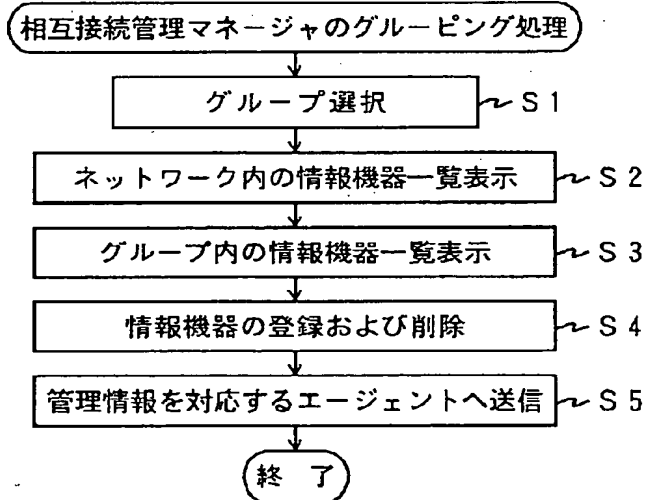 相互接続管理マネージャのグルーピング処理
グループ選択 S1
ネットワーク内の情報機器一覧表示 S2
グループ内の情報機器一覧表示 S3
情報機器の登録および削除 S4
管理情報を対応するエージェントへ送信 S5
終了